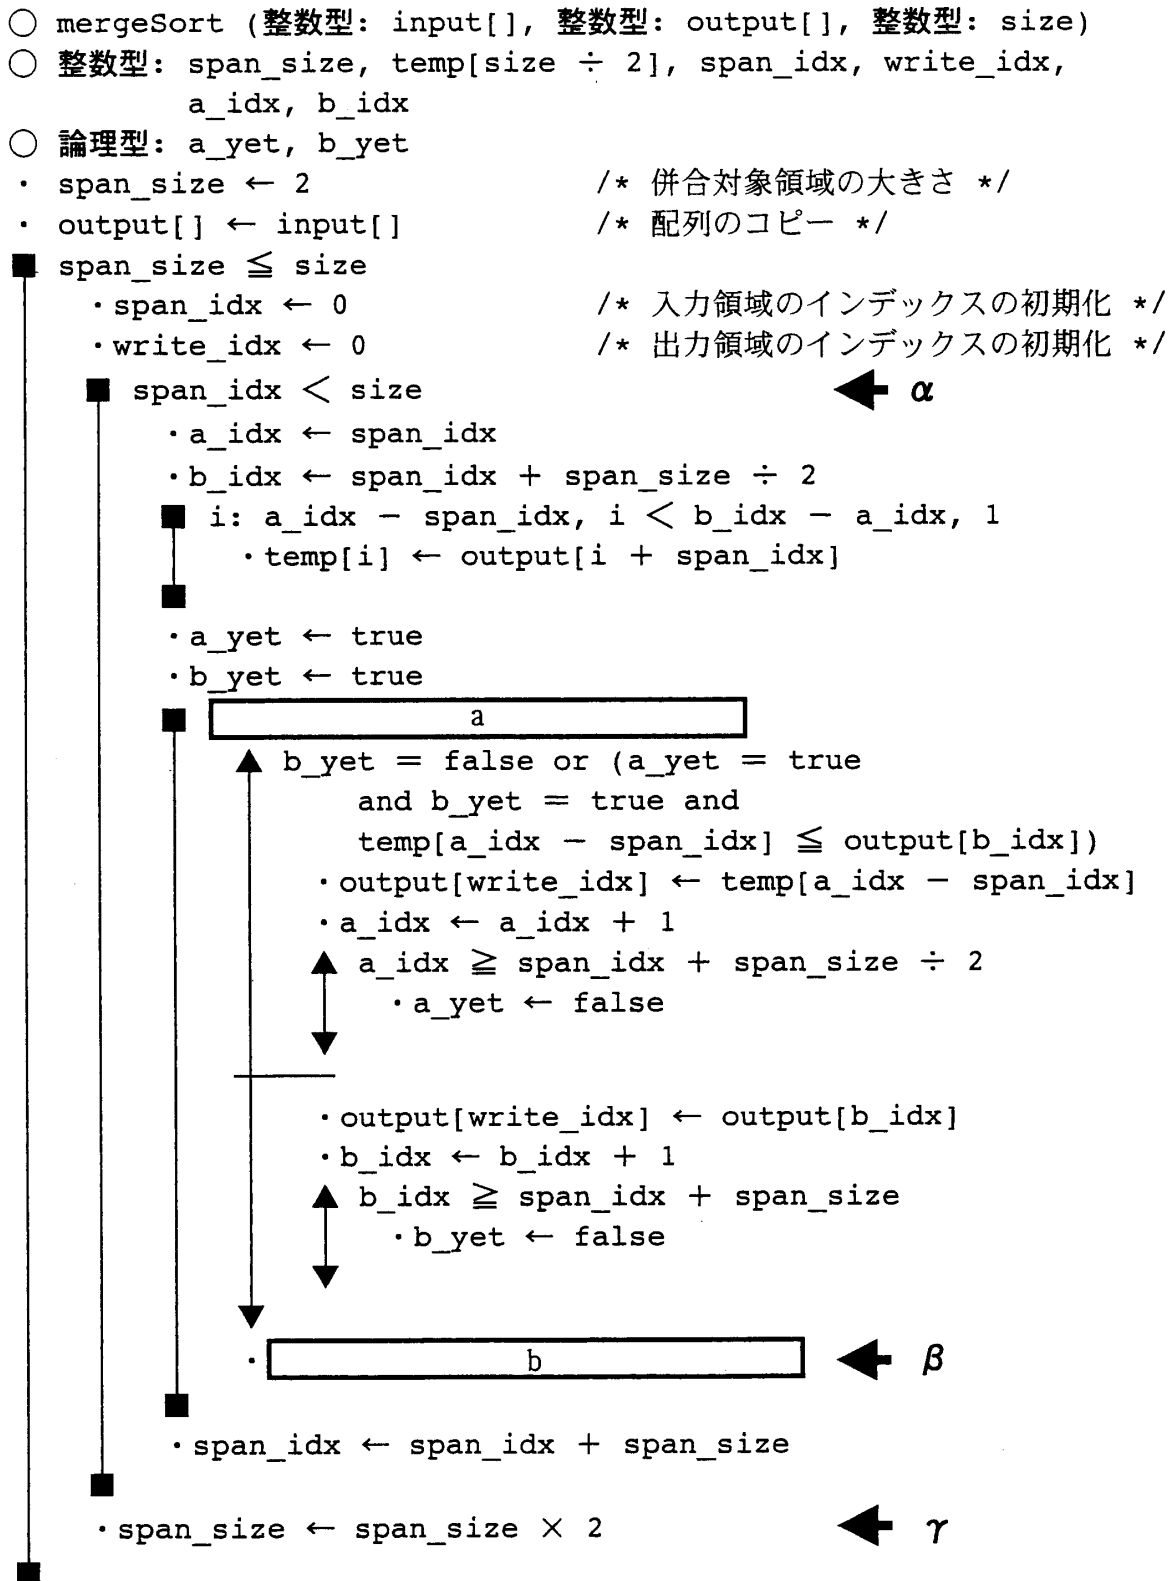 ○ mergeSort (整数型: input[], 整数型: output[], 整数型: size)
○ 整数型: span_size, temp[size ÷ 2], span_idx, write_idx,
a_idx, b_idx
○ 論理型: a_yet, b_yet
・ span_size ← 2 /* 併合対象領域の大きさ */
・ output[] ← input[] /* 配列のコピー */
■ span_size ≦ size
・span_idx ← 0 /* 入力領域のインデックスの初期化 */
・write_idx ← 0 /* 出力領域のインデックスの初期化 */
■ span_idx < size ← α
・a_idx ← span_idx
・b_idx ← span_idx + span_size ÷ 2
■ i: a_idx − span_idx, i < b_idx − a_idx, 1
・temp[i] ← output[i + span_idx]
・a_yet ← true
・b_yet ← true
a
b_yet = false or (a_yet = true
and b_yet = true and
temp[a_idx − span_idx] ≦ output[b_idx])
・output[write_idx] ← temp[a_idx − span_idx]
・a_idx ← a_idx + 1
a_idx ≧ span_idx + span_size ÷ 2
・a_yet ← false
・output[write_idx] ← output[b_idx]
・b_idx ← b_idx + 1
b_idx ≧ span_idx + span_size
・b_yet ← false
・ b ← β
・span_idx ← span_idx + span_size
・span_size ← span_size × 2 ← γ